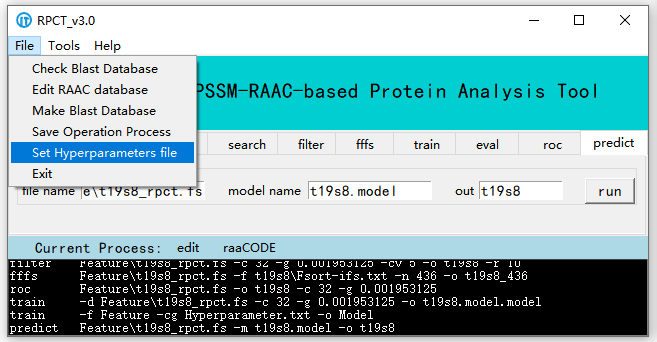 RPCT_v3.0
File Tools Help
Check Blast Database
Edit RAAC database
Make Blast Database
Save Operation Process
Set Hyperparameters file
Exit
PSSM-RAAC-based Protein Analysis Tool
search filter fffs train eval roc predict
file name e\t19s8_rpct.fs model name t19s8.model out t19s8 run
Current Process: edit raaCODE
filter Feature\t19s8_rpct.fs -c 32 -g 0.001953125 -cv 5 -o t19s8 -r 10
fffs Feature\t19s8_rpct.fs -f t19s8\Fsort-ifs.txt -n 436 -o t19s8_436
roc Feature\t19s8_rpct.fs -o t19s8 -c 32 -g 0.001953125
train -d Feature\t19s8_rpct.fs -c 32 -g 0.001953125 -o t19s8.model.model
train -f Feature -cg Hyperparameter.txt -o Model
predict Feature\t19s8_rpct.fs -m t19s8.model -o t19s8